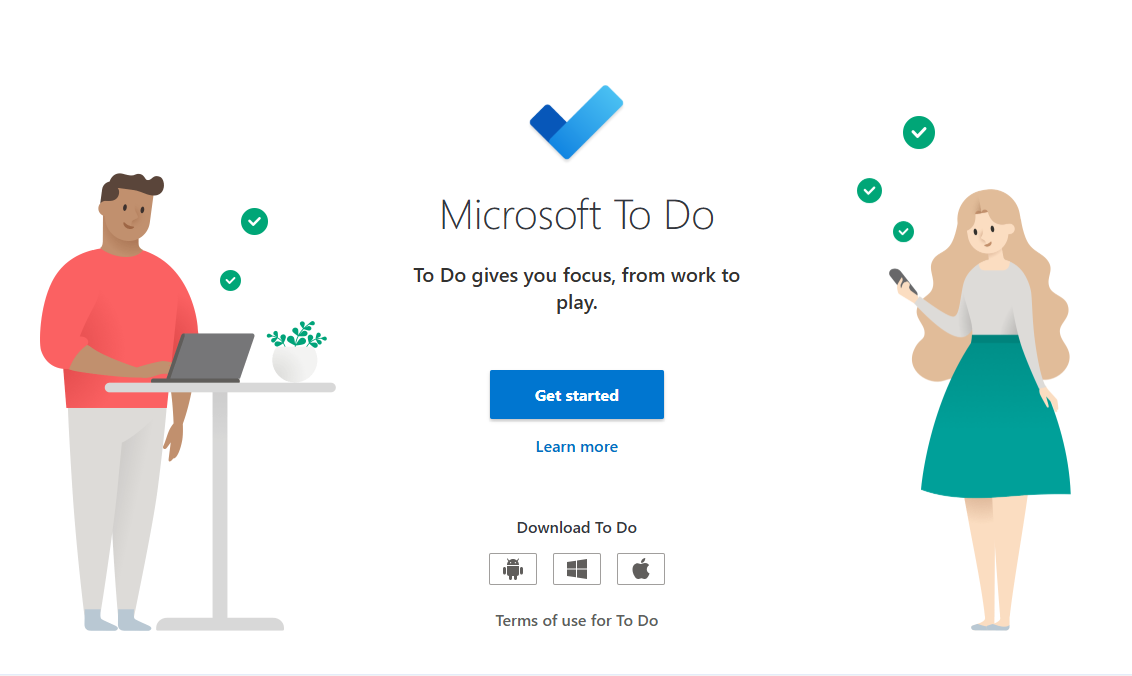 Microsoft To Do
To Do gives you focus, from work to
play.
Get started
Learn more
Download To Do
Terms of use for To Do